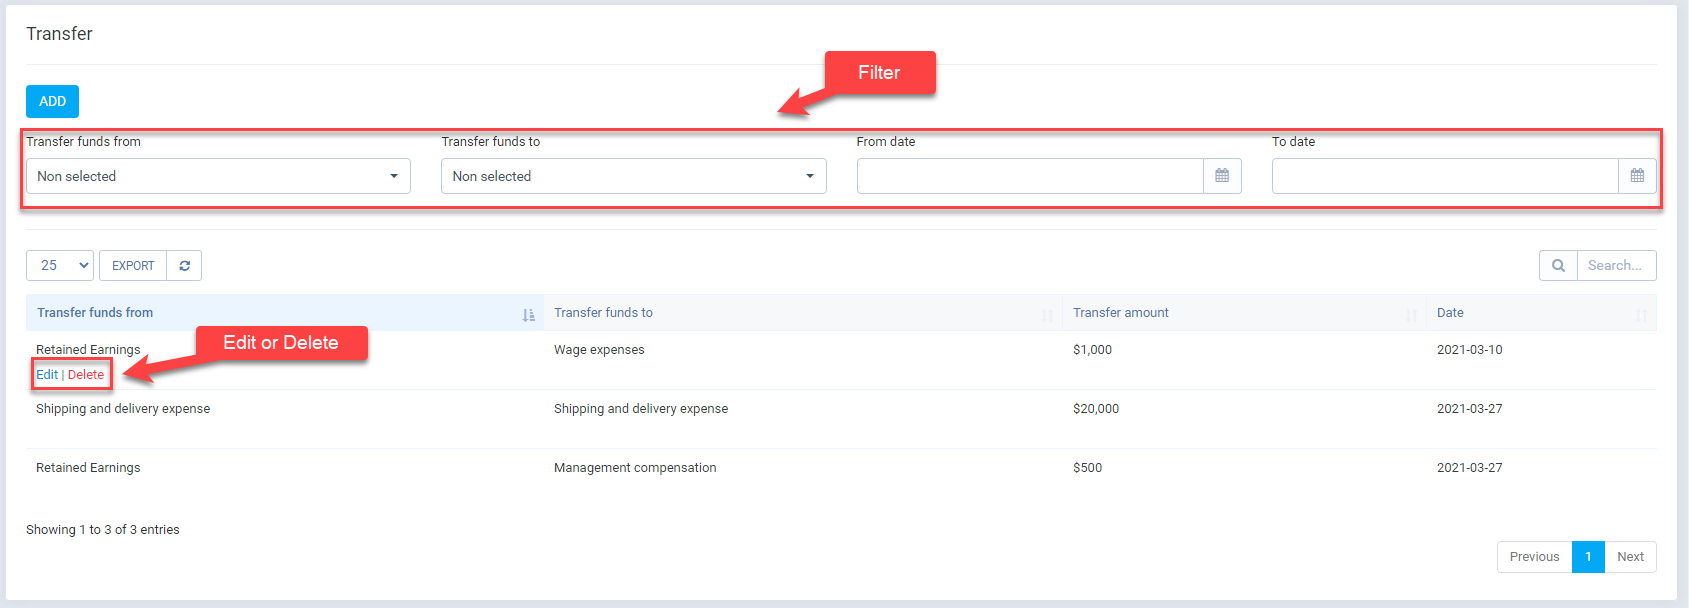 Transfer
Filter
ADD
Transfer funds from Transfer funds to From date To date
Non selected Non selected
25 EXPORT Search...
Transfer funds from Transfer funds to Transfer amount Date
Edit or Delete
Retained Earnings Wage expenses $1,000 2021-03-10
Edit | Delete
Shipping and delivery expense Shipping and delivery expense $20,000 2021-03-27
Retained Earnings Management compensation $500 2021-03-27
Showing 1 to 3 of 3 entries
Previous 1 Next